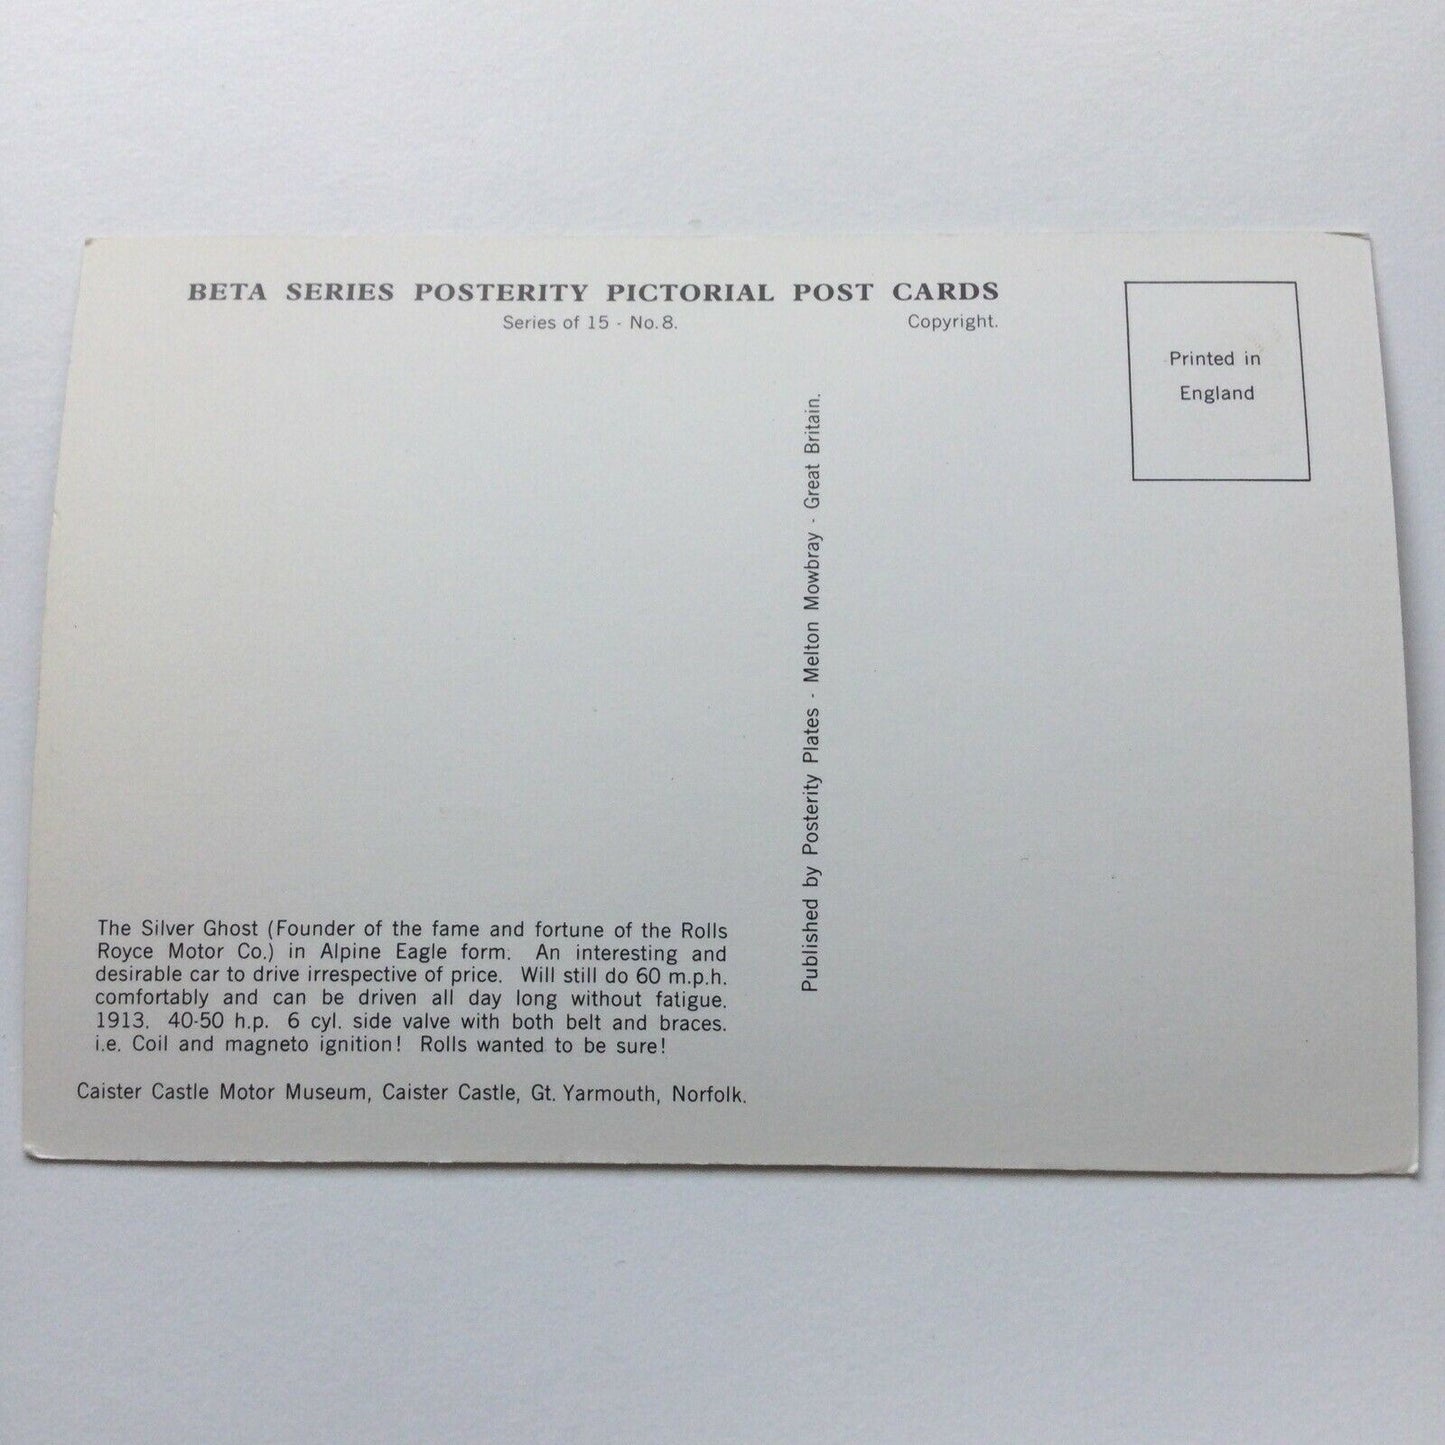 BETA SERIES POSTERITY PICTORIAL POST CARDS
Series of 15 - No. 8.
Copyright.
Printed in
England
Published by Posterity Plates - Melton Mowbray - Great Britain.
The Silver Ghost (Founder of the fame and fortune of the Rolls
Royce Motor Co.) in Alpine Eagle form. An interesting and
desirable car to drive irrespective of price. Will still do 60 m.p.h.
comfortably and can be driven all day long without fatigue.
1913. 40-50 h.p. 6 cyl. side valve with both belt and braces.
i.e. Coil and magneto ignition! Rolls wanted to be sure!
Caister Castle Motor Museum, Caister Castle, Gt. Yarmouth, Norfolk.